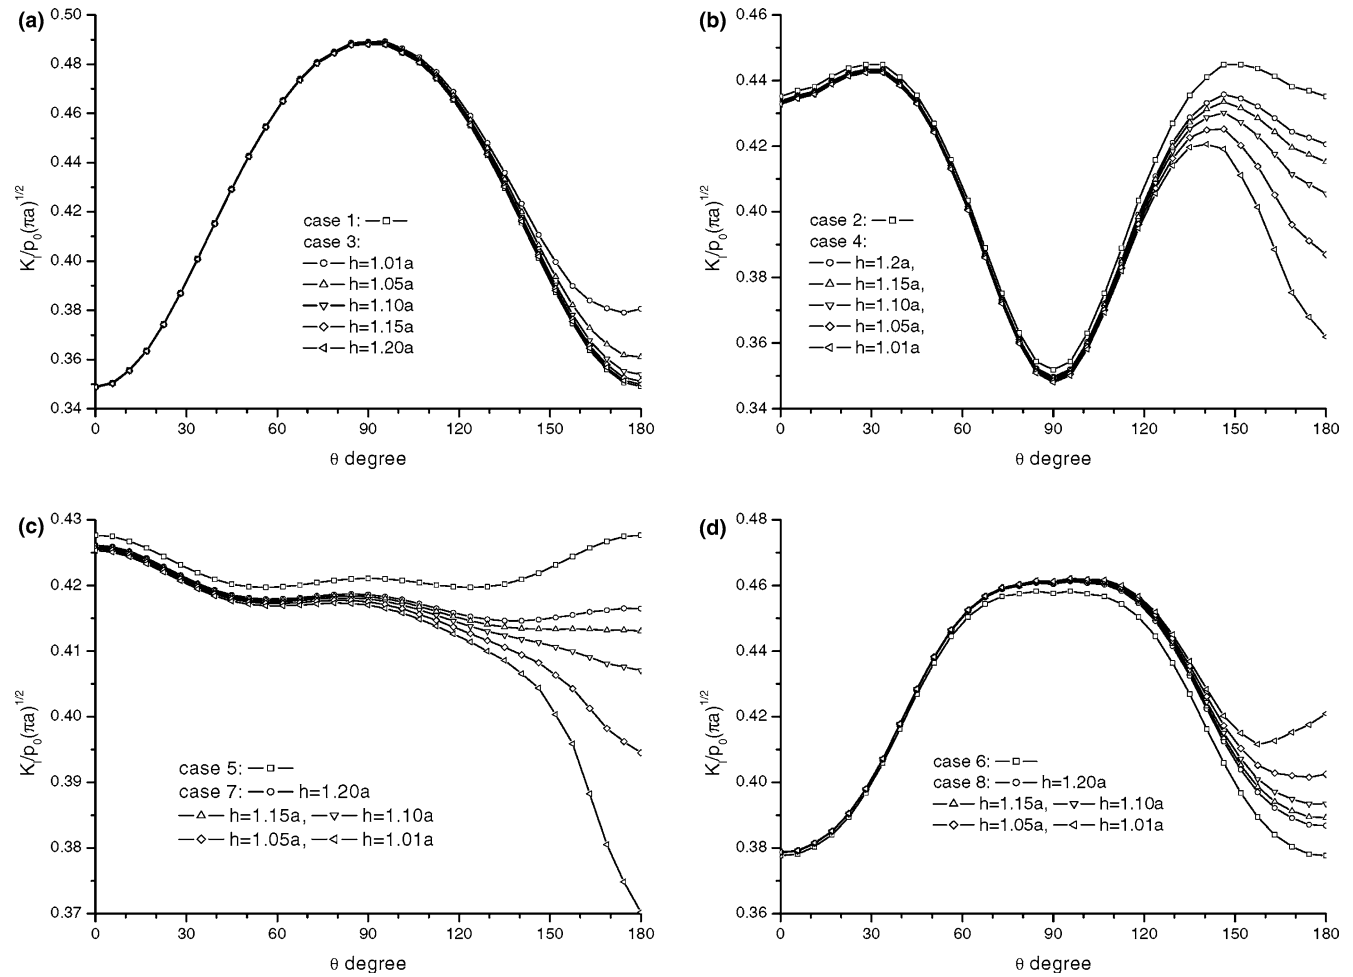 (a)
0.50
0.48
0.46
0.44
0.42
0.40
0.38
0.36
0.34
K_I/p_0(πa)^1/2
case 1:
case 3:
h=1.01a
h=1.05a
h=1.10a
h=1.15a
h=1.20a
0 30 60 90 120 150 180
θ degree
(b)
0.46
0.44
0.42
0.40
0.38
0.36
0.34
K_I/p_0(πa)^1/2
case 2:
case 4:
h=1.2a,
h=1.15a,
h=1.10a,
h=1.05a,
h=1.01a
0 30 60 90 120 150 180
θ degree
(c)
0.43
0.42
0.41
0.40
0.39
0.38
0.37
K_I/p_0(πa)^1/2
case 5:
case 7: h=1.20a
h=1.15a, h=1.10a
h=1.05a, h=1.01a
0 30 60 90 120 150 180
θ degree
(d)
0.48
0.46
0.44
0.42
0.40
0.38
0.36
K_I/p_0(πa)^1/2
case 6:
case 8: h=1.20a
h=1.15a, h=1.10a
h=1.05a, h=1.01a
0 30 60 90 120 150 180
θ degree